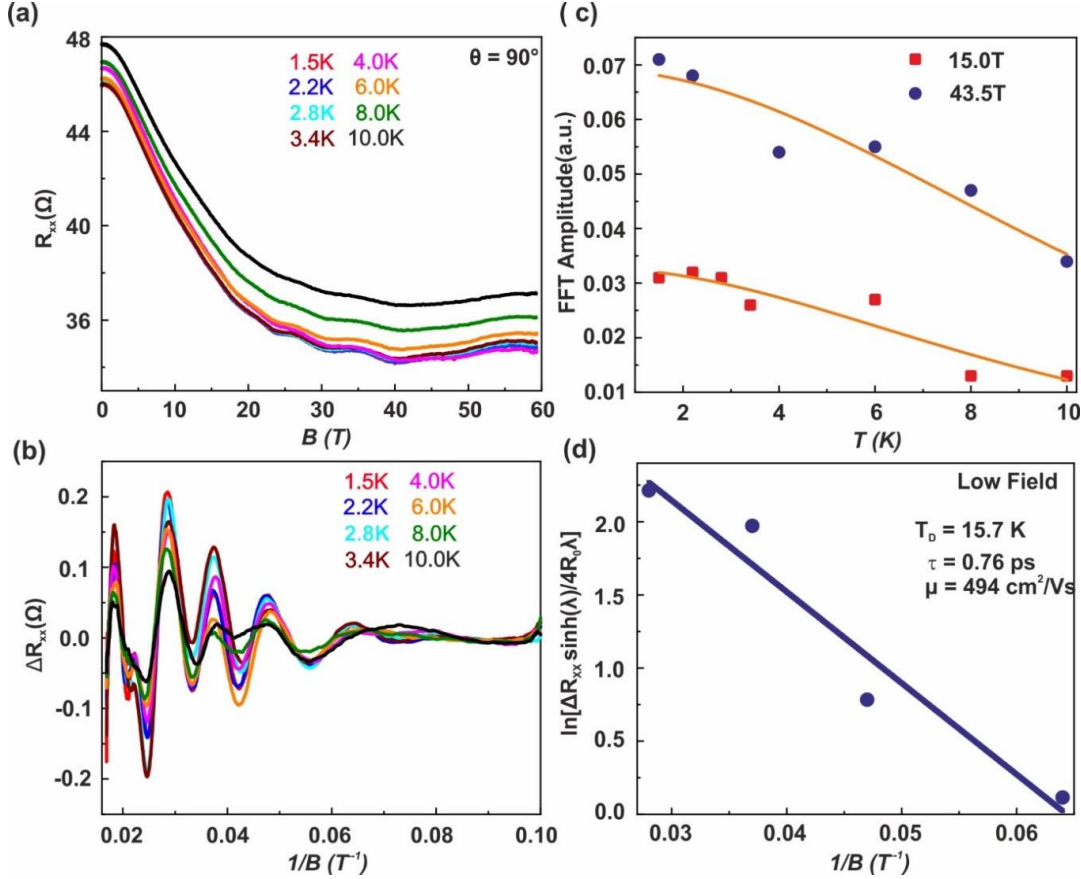 (a)
48
44
40
36
R_xx(Ω)
θ = 90°
1.5K 4.0K
2.2K 6.0K
2.8K 8.0K
3.4K 10.0K
0 10 20 30 40 50 60
B (T)
( c)
0.07
0.06
0.05
0.04
0.03
0.02
0.01
FFT Amplitude(a.u.)
15.0T
43.5T
2 4 6 8 10
T (K)
(b)
0.2
0.1
0.0
-0.1
-0.2
ΔR_xx(Ω)
1.5K 4.0K
2.2K 6.0K
2.8K 8.0K
3.4K 10.0K
0.02 0.04 0.06 0.08 0.10
1/B (T⁻¹)
(d)
2.0
1.5
1.0
0.5
0.0
ln[ΔR_xx sinh(λ)/4R₀λ]
Low Field
T_D = 15.7 K
τ = 0.76 ps
μ = 494 cm²/Vs
0.03 0.04 0.05 0.06
1/B (T⁻¹)